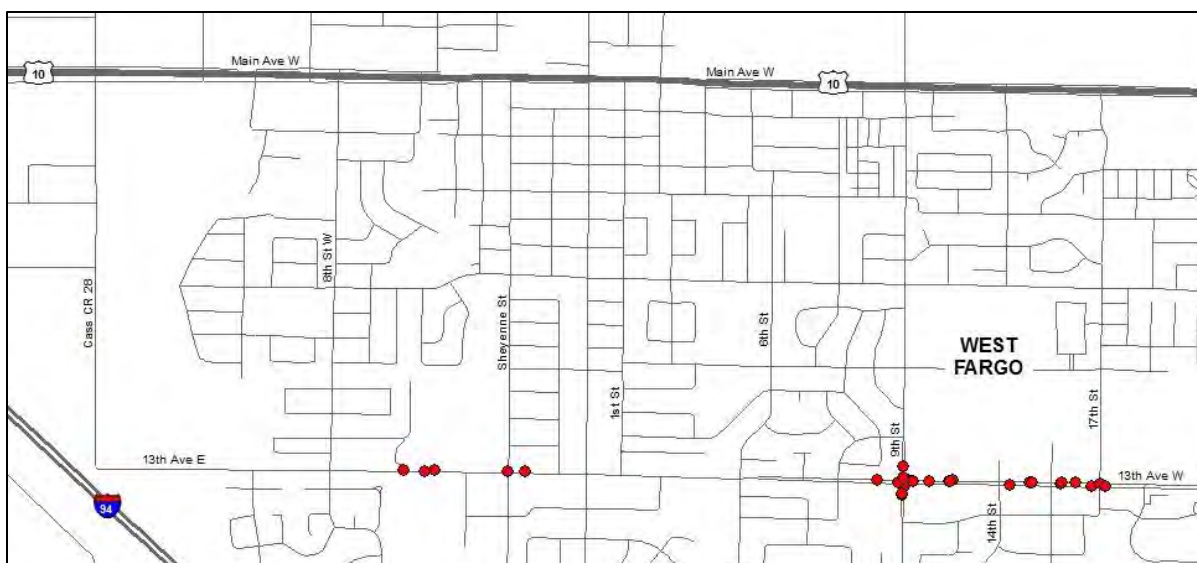 Main Ave W
10
Main Ave W
10
8th St W
Cass CR 28
Sheyenne St
6th St
WEST
FARGO
1st St
17th St
9th St
13th Ave E
13th Ave W
94
14th St